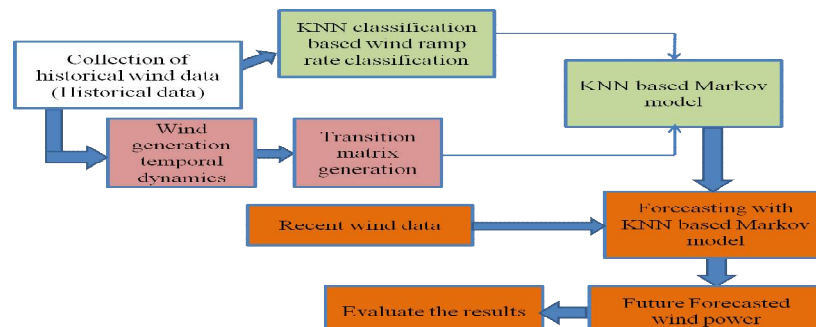 KNN classification
based wind ramp
rate classification
Collection of
historical wind data
(Historical data)
KNN based Markov
model
Wind
generation
temporal
dynamics
Transition
matrix
generation
Recent wind data
Forecasting with
KNN based Markov
model
Evaluate the results
Future Forecasted
wind power